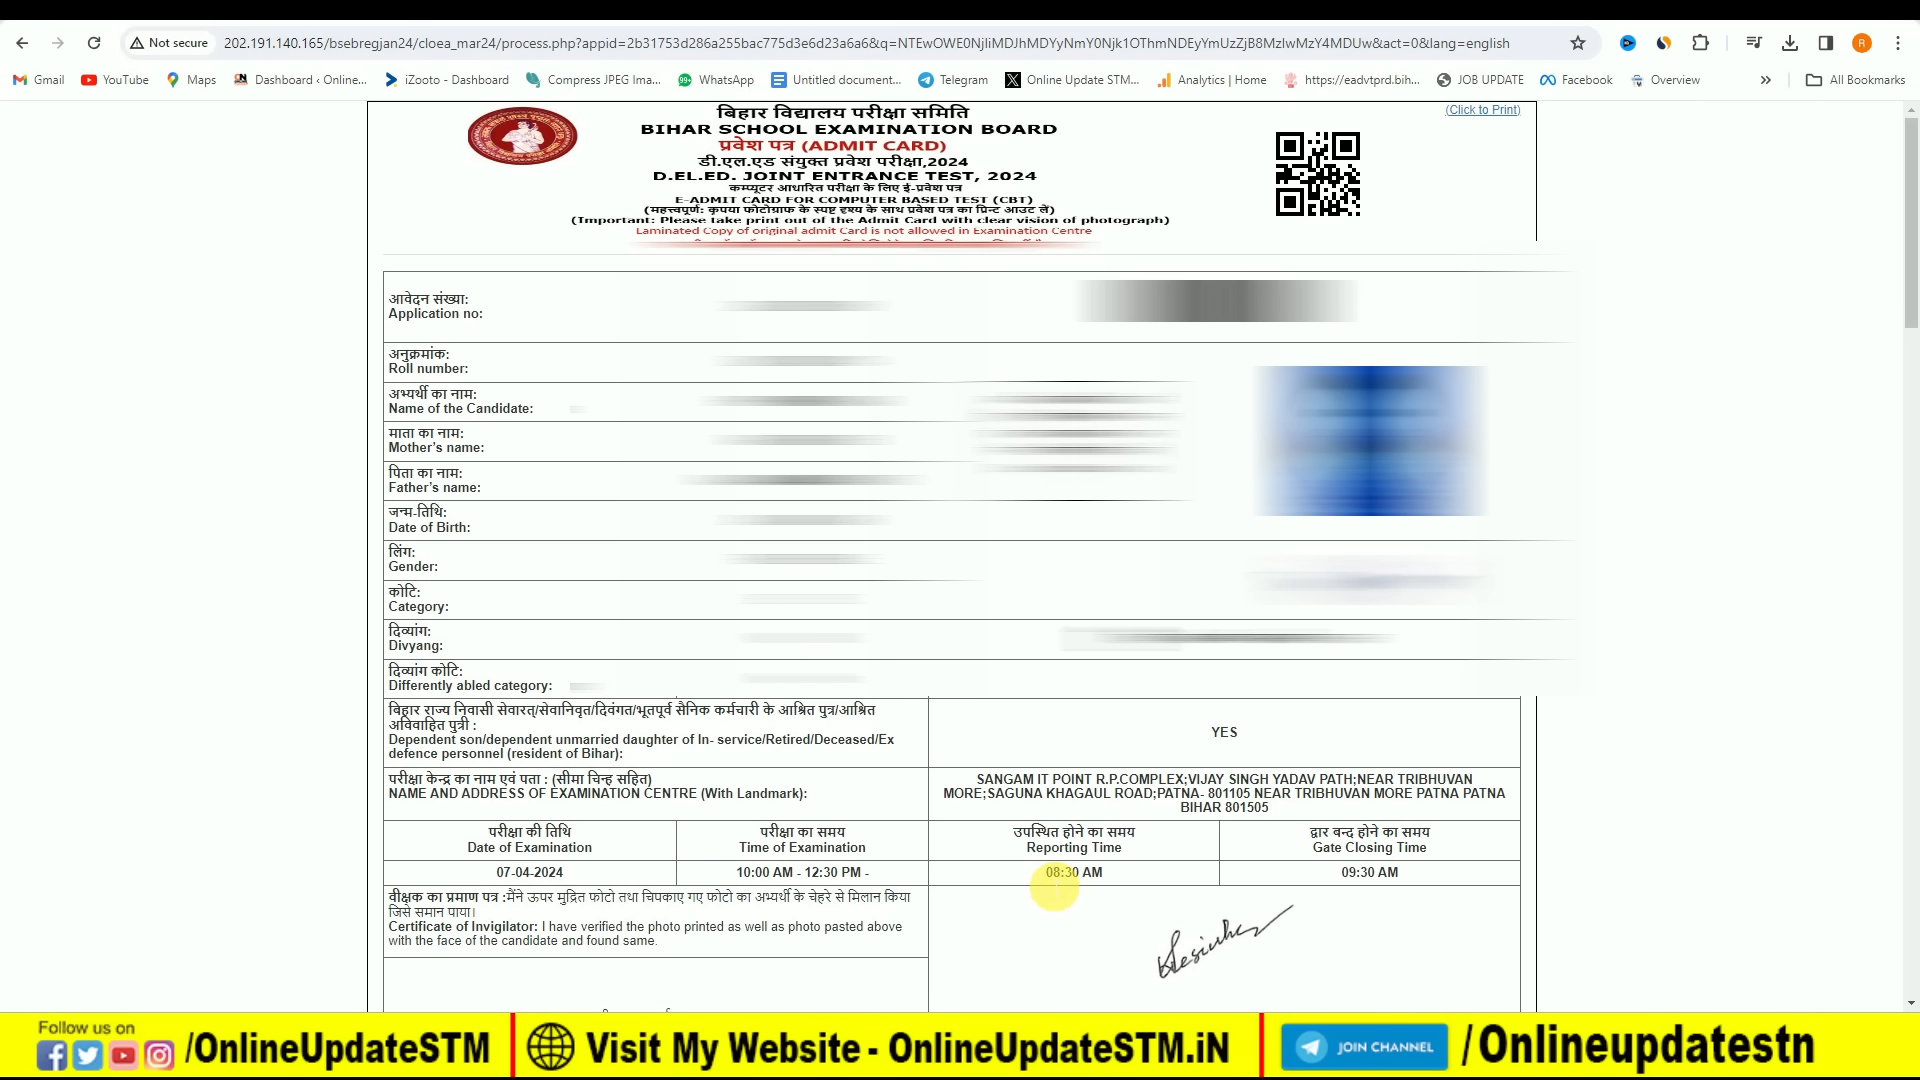 Not secure
202.191.140.165/bsebregjan24/cloea_mar24/process.php?appid=2b31753d286a255bac775d3e6d23a6a6&q=NTEwOWE0NjIiMDJhMDYyNmY0Njk1OThmNDEyYmUzZjB8MzIwMzY4MDUw&act=0&lang=english
Gmail
YouTube
Maps
Dashboard ‹ Online...
iZooto - Dashboard
Compress JPEG Ima...
WhatsApp
Untitled document...
Telegram
Online Update STM...
Analytics | Home
https://eadvtprd.bih...
JOB UPDATE
Facebook
Overview
All Bookmarks
(Click to Print)
बिहार विद्यालय परीक्षा समिति
BIHAR SCHOOL EXAMINATION BOARD
प्रवेश पत्र (ADMIT CARD)
डी.एल.एड संयुक्त प्रवेश परीक्षा,2024
D.EL.ED. JOINT ENTRANCE TEST, 2024
कम्प्यूटर आधारित परीक्षा के लिए ई-प्रवेश पत्र
E-ADMIT CARD FOR COMPUTER BASED TEST (CBT)
(महत्त्वपूर्ण: कृपया फोटोग्राफ के स्पष्ट दृश्य के साथ प्रवेश पत्र का प्रिन्ट आउट लें)
(Important: Please take print out of the Admit Card with clear vision of photograph)
Laminated Copy of original admit Card is not allowed in Examination Centre
आवेदन संख्या:
Application no:
अनुक्रमांक:
Roll number:
अभ्यर्थी का नाम:
Name of the Candidate:
माता का नाम:
Mother's name:
पिता का नाम:
Father's name:
जन्म-तिथि:
Date of Birth:
लिंग:
Gender:
कोटि:
Category:
दिव्यांग:
Divyang:
दिव्यांग कोटि:
Differently abled category:
बिहार राज्य निवासी सेवारत्/सेवानिवृत/दिवंगत/भूतपूर्व सैनिक कर्मचारी के आश्रित पुत्र/आश्रित
अविवाहित पुत्री :
Dependent son/dependent unmarried daughter of In- service/Retired/Deceased/Ex
defence personnel (resident of Bihar):
YES
परीक्षा केन्द्र का नाम एवं पता : (सीमा चिन्ह सहित)
NAME AND ADDRESS OF EXAMINATION CENTRE (With Landmark):
SANGAM IT POINT R.P.COMPLEX;VIJAY SINGH YADAV PATH;NEAR TRIBHUVAN
MORE;SAGUNA KHAGAUL ROAD;PATNA- 801105 NEAR TRIBHUVAN MORE PATNA PATNA
BIHAR 801505
परीक्षा की तिथि
Date of Examination
परीक्षा का समय
Time of Examination
उपस्थित होने का समय
Reporting Time
द्वार बन्द होने का समय
Gate Closing Time
07-04-2024
10:00 AM - 12:30 PM -
08:30 AM
09:30 AM
वीक्षक का प्रमाण पत्र :मैंने ऊपर मुद्रित फोटो तथा चिपकाए गए फोटो का अभ्यर्थी के चेहरे से मिलान किया
जिसे समान पाया।
Certificate of Invigilator: I have verified the photo printed as well as photo pasted above
with the face of the candidate and found same.
Follow us on
/OnlineUpdateSTM
Visit My Website - OnlineUpdateSTM.iN
JOIN CHANNEL
/Onlineupdatestn